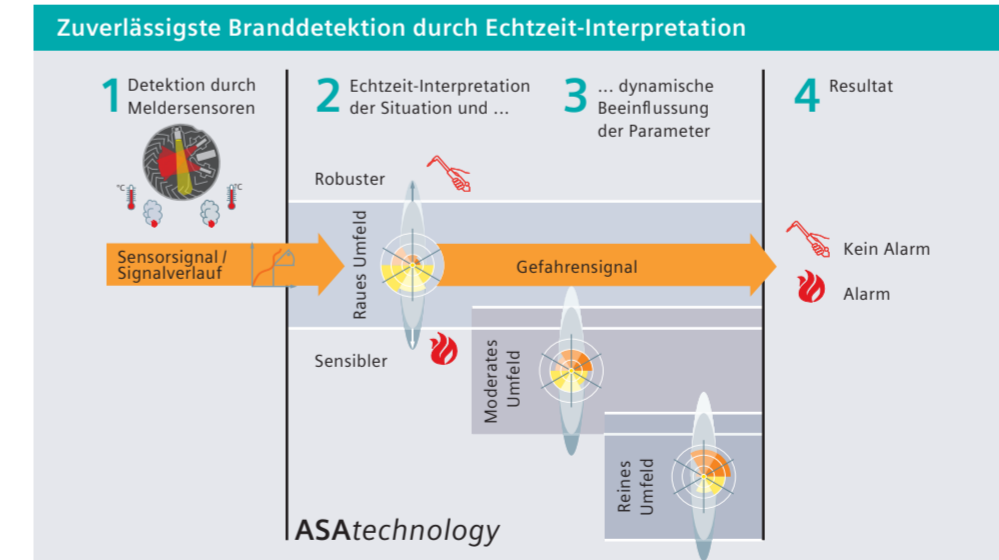 Zuverlässigste Branddetektion durch Echtzeit-Interpretation
1 Detektion durch
Meldersensoren
2 Echtzeit-Interpretation
der Situation und ...
3 ... dynamische
Beeinflussung
der Parameter
4 Resultat
°C
°C
Robuster
Raues Umfeld
Sensorsignal /
Signalverlauf
Gefahrensignal
Kein Alarm
Alarm
Sensibler
Moderates
Umfeld
Reines
Umfeld
ASAtechnology